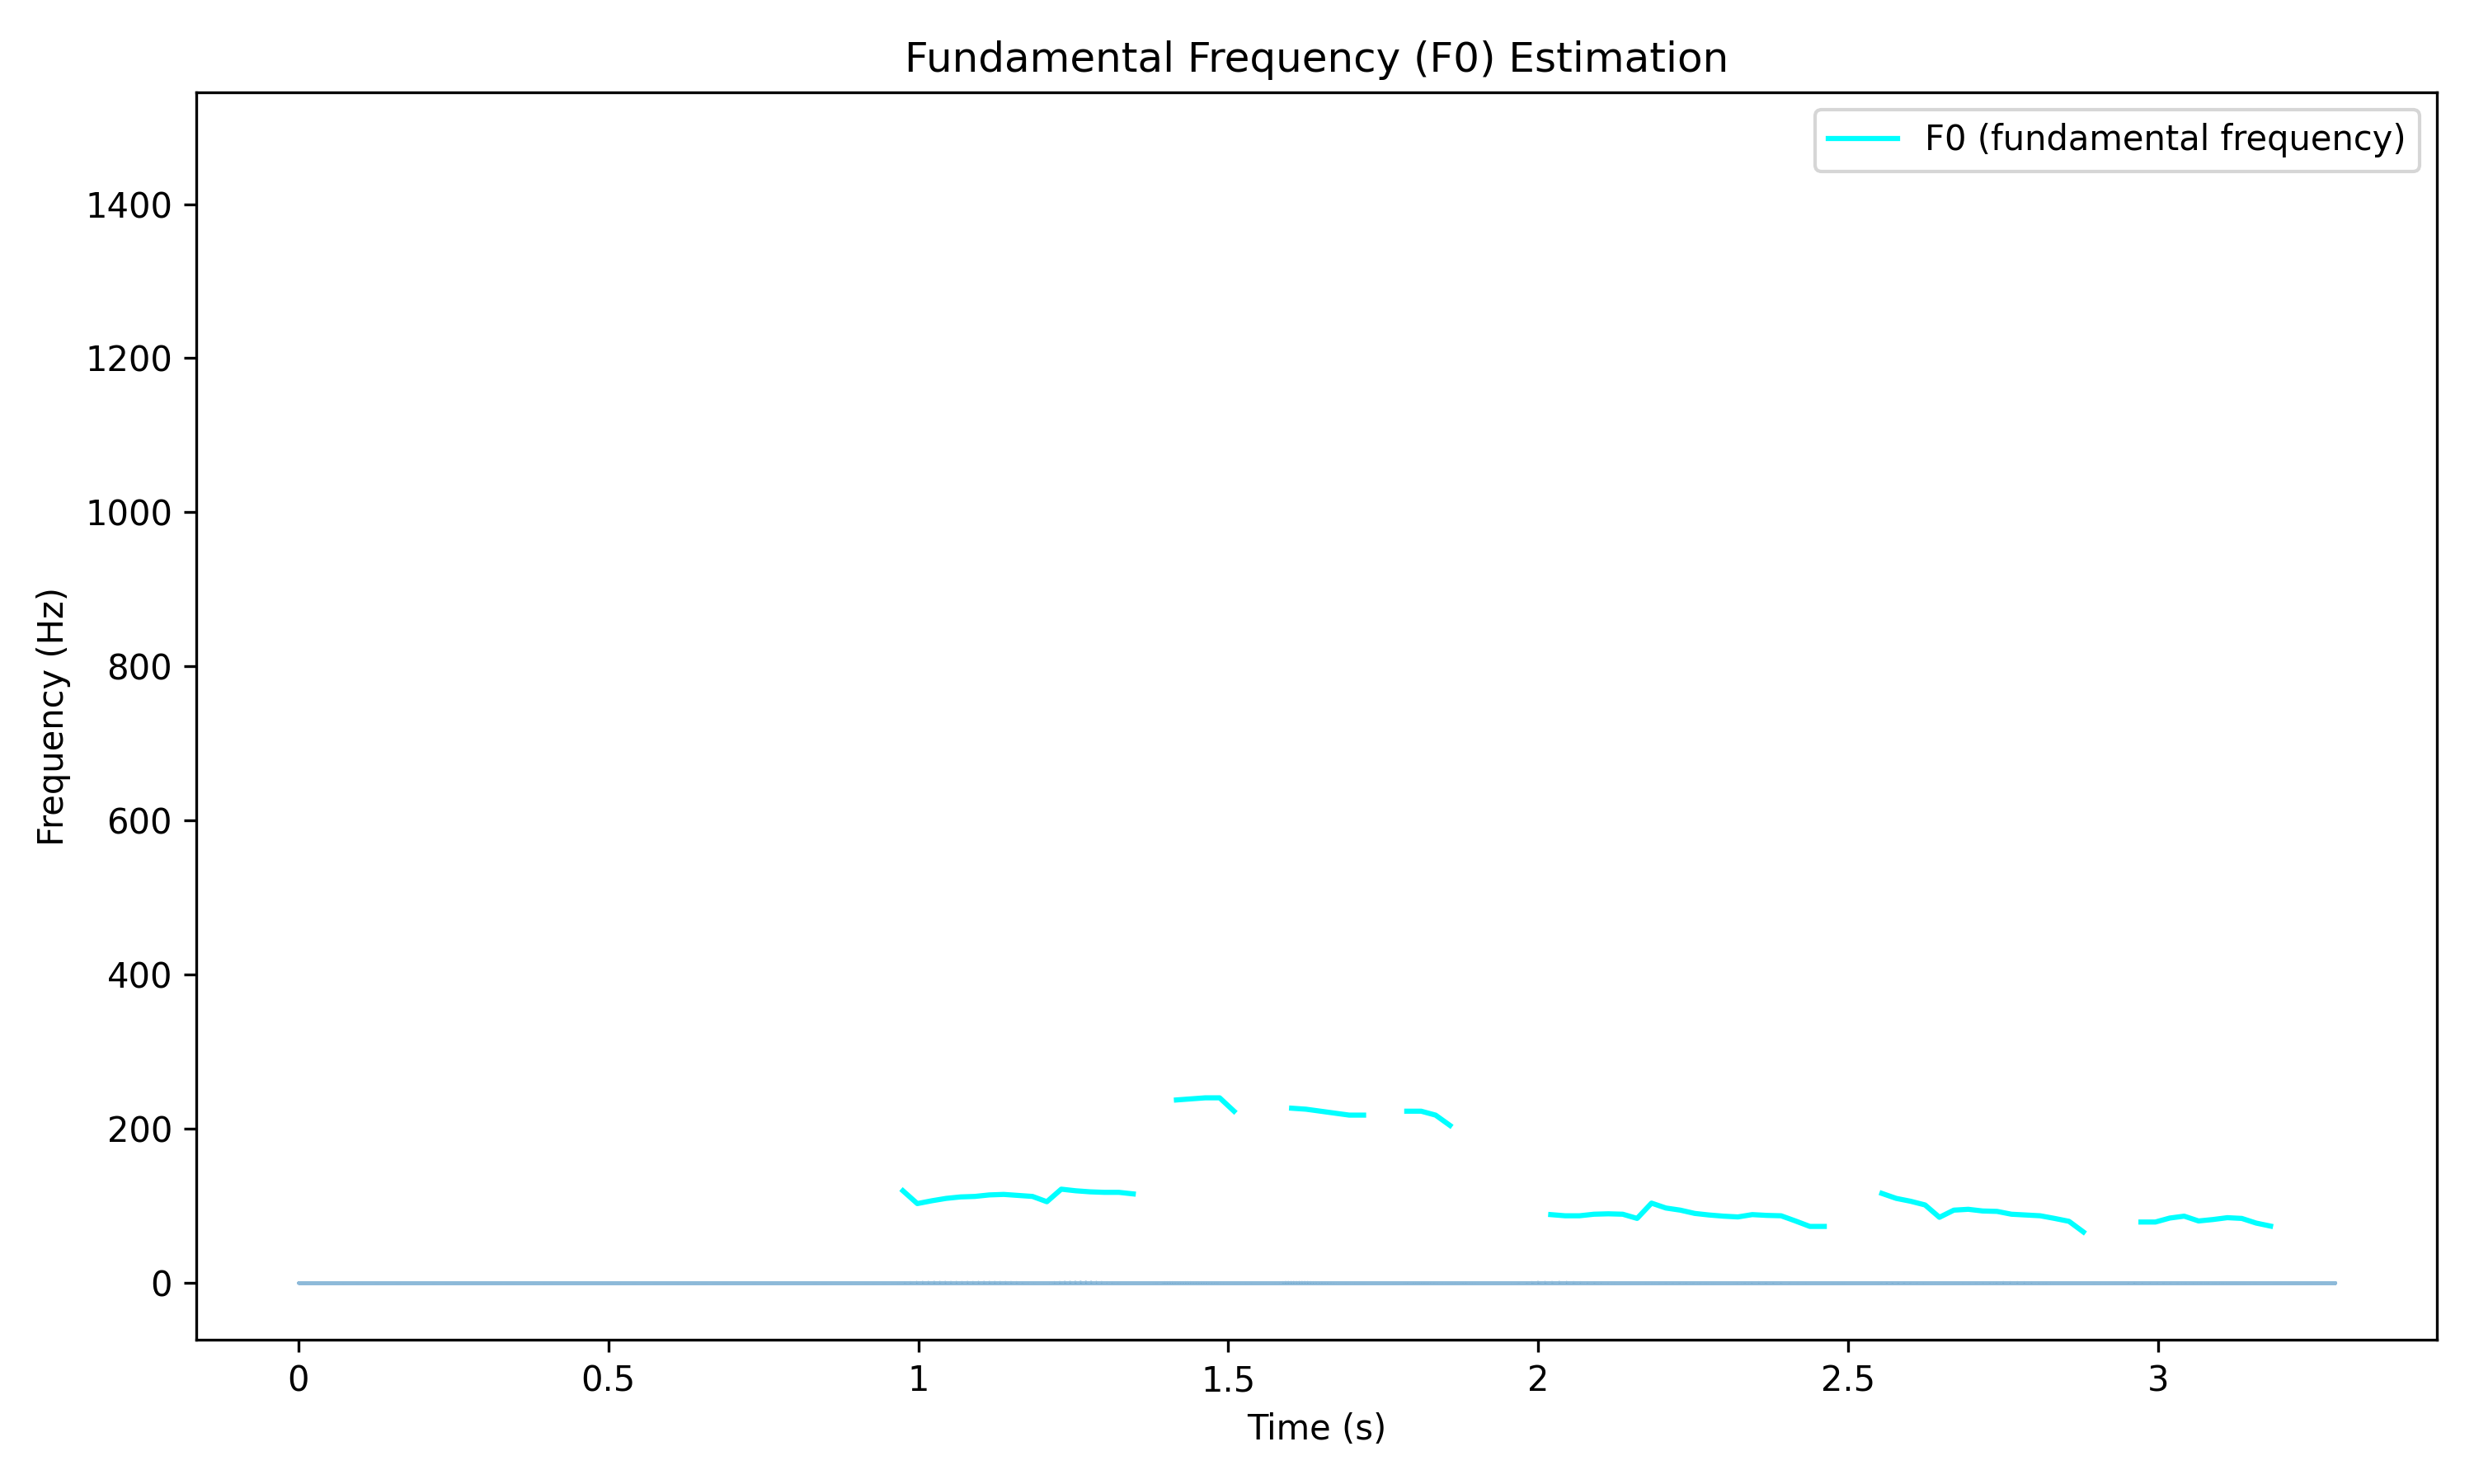 Fundamental Frequency (F0) Estimation
F0 (fundamental frequency)
1400
1200
1000
800
600
400
200
0
Frequency (Hz)
0 0.5 1 1.5 2 2.5 3
Time (s)